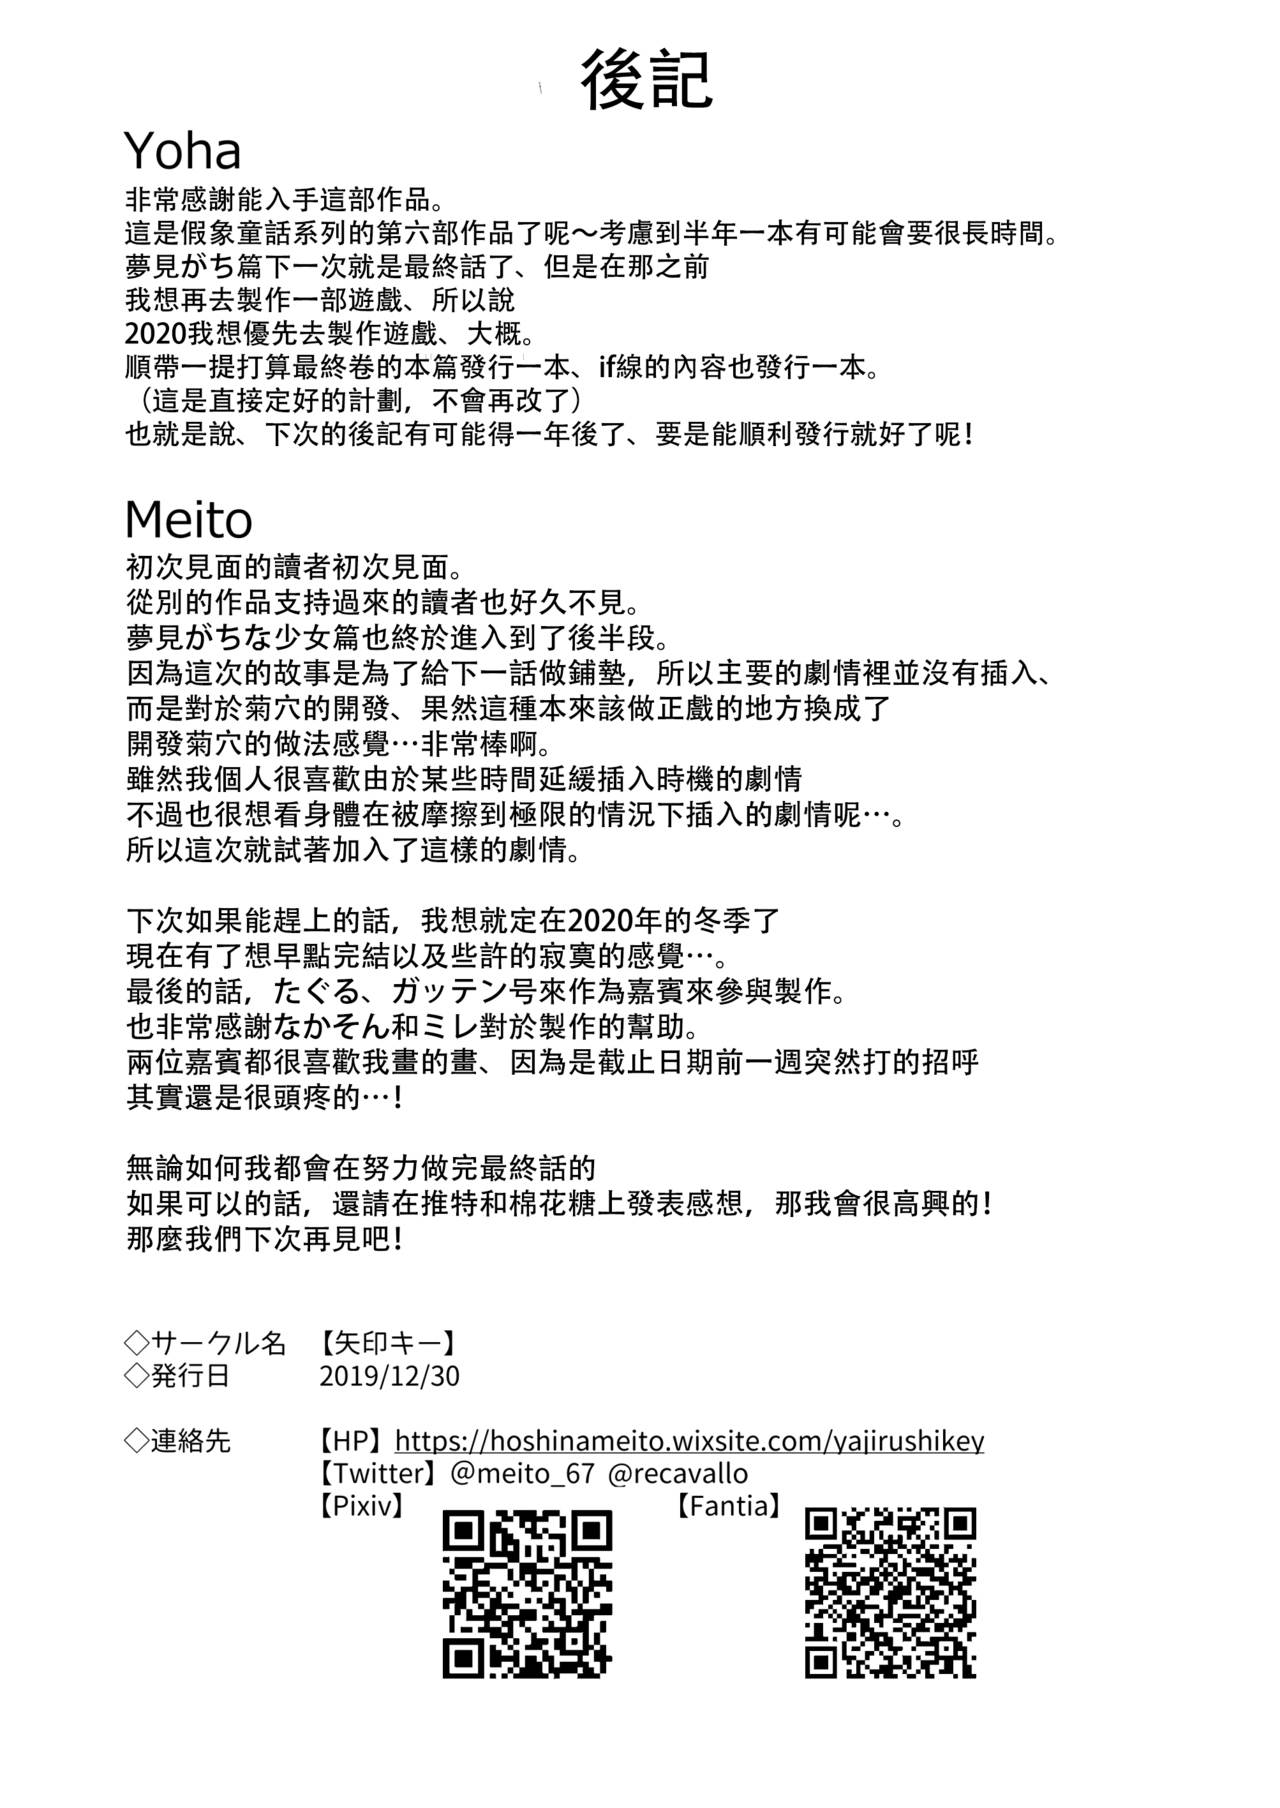 後記
Yoha
非常感謝能入手這部作品。
這是假象童話系列的第六部作品了呢～考慮到半年一本有可能會要很長時間。
夢見がち篇下一次就是最終話了、但是在那之前
我想再去製作一部遊戲、所以說
2020我想優先去製作遊戲、大概。
順帶一提打算最終卷的本篇發行一本、if線的內容也發行一本。
（這是直接定好的計劃，不會再改了）
也就是說、下次的後記有可能得一年後了、要是能順利發行就好了呢！
Meito
初次見面的讀者初次見面。
從別的作品支持過來的讀者也好久不見。
夢見がちな少女篇也終於進入到了後半段。
因為這次的故事是為了給下一話做鋪墊，所以主要的劇情裡並沒有插入、
而是對於菊穴的開發、果然這種本來該做正戲的地方換成了
開發菊穴的做法感覺…非常棒啊。
雖然我個人很喜歡由於某些時間延緩插入時機的劇情
不過也很想看身體在被摩擦到極限的情況下插入的劇情呢…。
所以這次就試著加入了這樣的劇情。
下次如果能趕上的話，我想就定在2020年的冬季了
現在有了想早點完結以及些許的寂寞的感覺…。
最後的話，たぐる、ガッテン号來作為嘉賓來參與製作。
也非常感謝なかそん和ミレ對於製作的幫助。
兩位嘉賓都很喜歡我畫的畫、因為是截止日期前一週突然打的招呼
其實還是很頭疼的…！
無論如何我都會在努力做完最終話的
如果可以的話，還請在推特和棉花糖上發表感想，那我會很高興的！
那麼我們下次再見吧！
◇サークル名 【矢印キー】
◇発行日 2019/12/30
◇連絡先 【HP】https://hoshinameito.wixsite.com/yajirushikey
【Twitter】@meito_67 @recavallo
【Pixiv】 【Fantia】